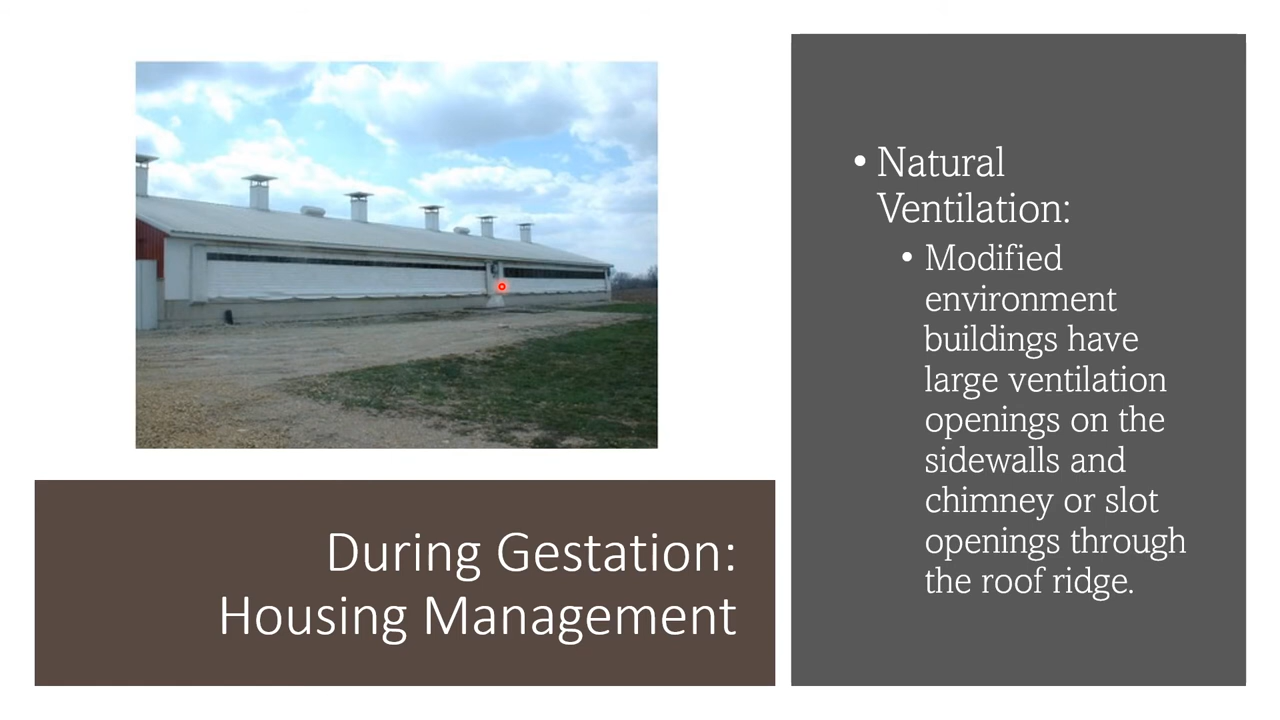 During Gestation:
Housing Management
• Natural
Ventilation:
• Modified
environment
buildings have
large ventilation
openings on the
sidewalls and
chimney or slot
openings through
the roof ridge.